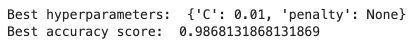 Best hyperparameters:  {'C': 0.01, 'penalty': None}
Best accuracy score:  0.9868131868131869